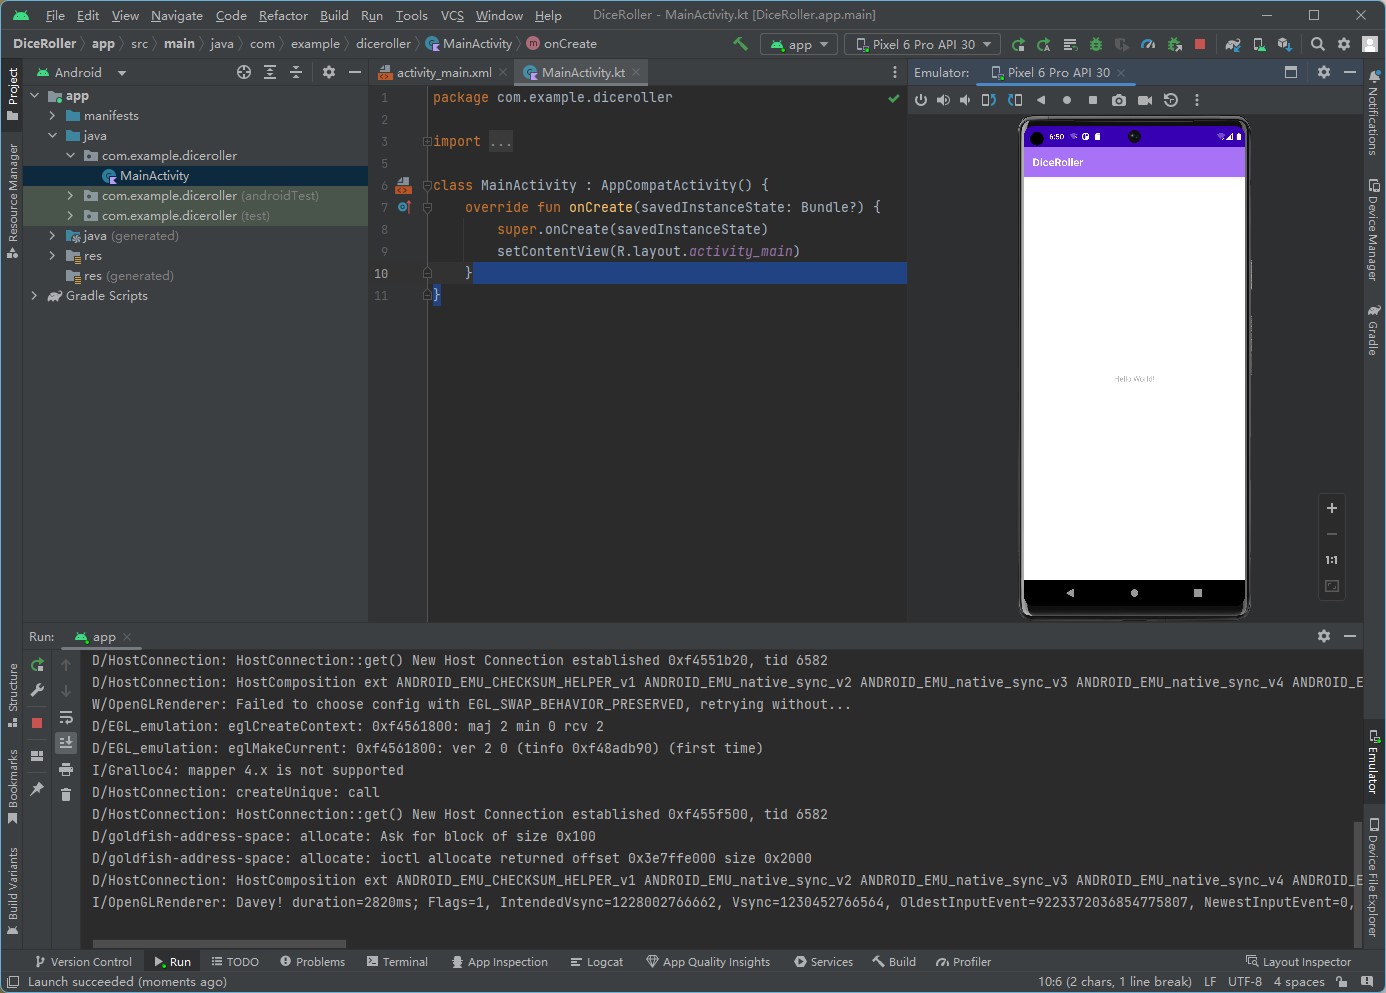 File Edit View Navigate Code Refactor Build Run Tools VCS Window Help DiceRoller - MainActivity.kt [DiceRoller.app.main]
DiceRoller app src main java com example diceroller MainActivity onCreate app Pixel 6 Pro API 30
Project
Resource Manager
Structure
Bookmarks
Build Variants
Android
app
manifests
java
com.example.diceroller
MainActivity
com.example.diceroller (androidTest)
com.example.diceroller (test)
java (generated)
res
res (generated)
Gradle Scripts
activity_main.xml MainActivity.kt
1 package com.example.diceroller
2
3 import ...
5
6 class MainActivity : AppCompatActivity() {
7 override fun onCreate(savedInstanceState: Bundle?) {
8 super.onCreate(savedInstanceState)
9 setContentView(R.layout.activity_main)
10 }
11 }
Emulator: Pixel 6 Pro API 30
6:50
DiceRoller
Hello World!
1:1
Notifications
Device Manager
Gradle
Emulator
Device File Explorer
Run: app
D/HostConnection: HostConnection::get() New Host Connection established 0xf4551b20, tid 6582
D/HostConnection: HostComposition ext ANDROID_EMU_CHECKSUM_HELPER_v1 ANDROID_EMU_native_sync_v2 ANDROID_EMU_native_sync_v3 ANDROID_EMU_native_sync_v4 ANDROID_E
W/OpenGLRenderer: Failed to choose config with EGL_SWAP_BEHAVIOR_PRESERVED, retrying without...
D/EGL_emulation: eglCreateContext: 0xf4561800: maj 2 min 0 rcv 2
D/EGL_emulation: eglMakeCurrent: 0xf4561800: ver 2 0 (tinfo 0xf48adb90) (first time)
I/Gralloc4: mapper 4.x is not supported
D/HostConnection: createUnique: call
D/HostConnection: HostConnection::get() New Host Connection established 0xf455f500, tid 6582
D/goldfish-address-space: allocate: Ask for block of size 0x100
D/goldfish-address-space: allocate: ioctl allocate returned offset 0x3e7ffe000 size 0x2000
D/HostConnection: HostComposition ext ANDROID_EMU_CHECKSUM_HELPER_v1 ANDROID_EMU_native_sync_v2 ANDROID_EMU_native_sync_v3 ANDROID_EMU_native_sync_v4 ANDROID_E
I/OpenGLRenderer: Davey! duration=2820ms; Flags=1, IntendedVsync=1228002766662, Vsync=1230452766564, OldestInputEvent=9223372036854775807, NewestInputEvent=0,
Version Control Run TODO Problems Terminal App Inspection Logcat App Quality Insights Services Build Profiler Layout Inspector
Launch succeeded (moments ago) 10:6 (2 chars, 1 line break) LF UTF-8 4 spaces